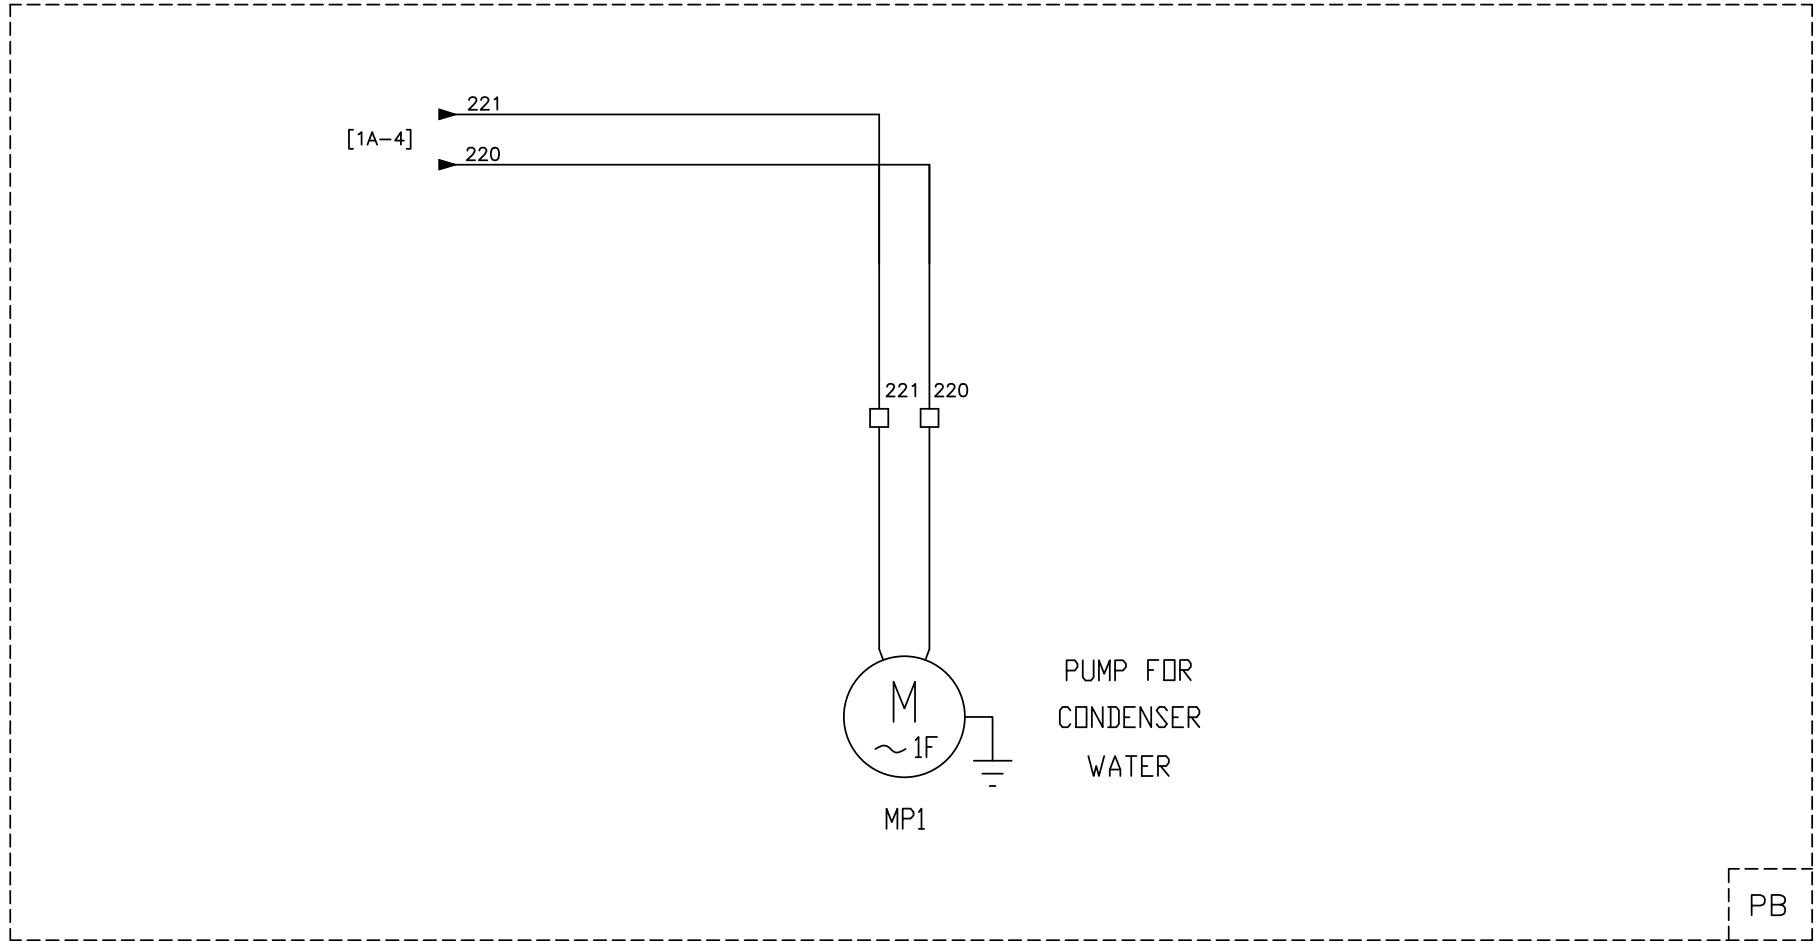 221
[1A-4]
220
221 220
PUMP FOR
M
CONDENSER
~1F
WATER
MP1
PB